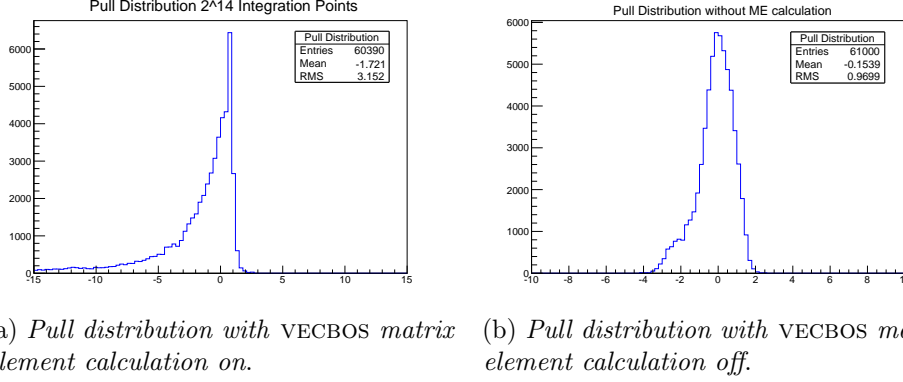 Pull Distribution 2^14 Integration Points
Pull Distribution
Entries 60390
Mean -1.721
RMS 3.152
6000
5000
4000
3000
2000
1000
0
-15 -10 -5 0 5 10 15
Pull Distribution without ME calculation
Pull Distribution
Entries 61000
Mean -0.1539
RMS 0.9699
6000
5000
4000
3000
2000
1000
0
-10 -8 -6 -4 -2 0 2 4 6 8
) Pull distribution with VECBOS matrix
lement calculation on.
(b) Pull distribution with VECBOS
element calculation off.